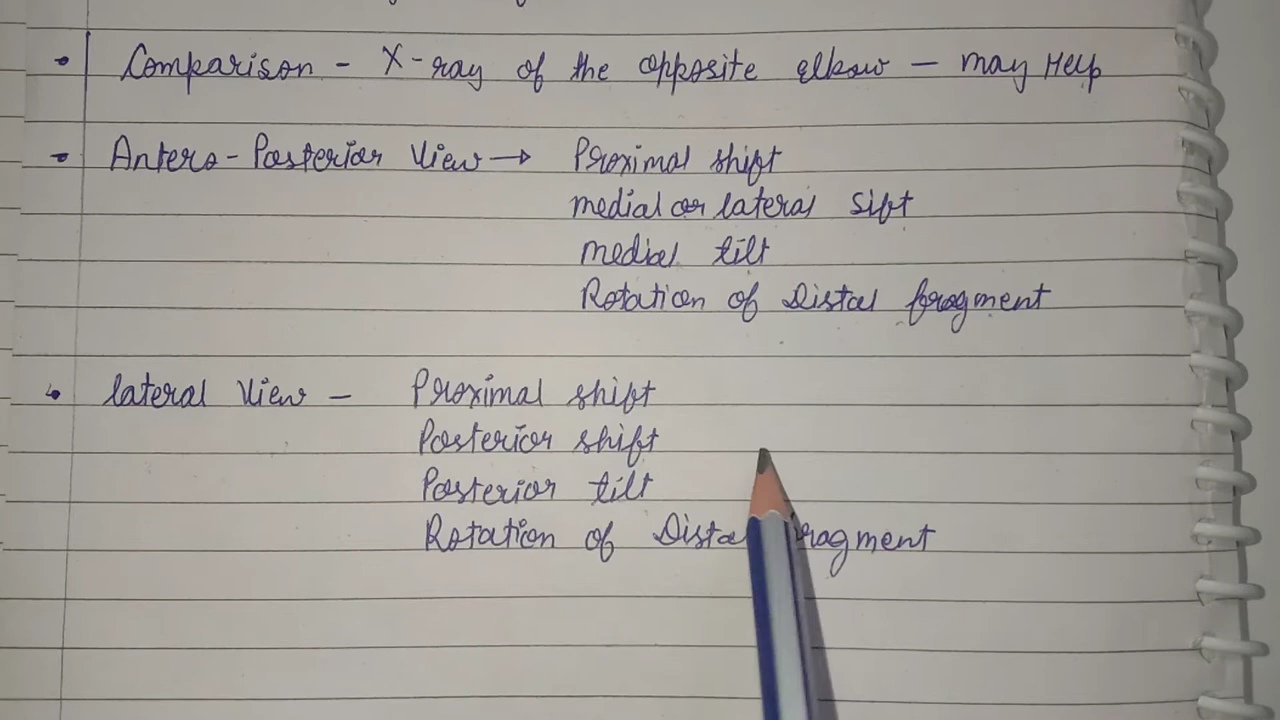 Comparison - X-ray of the opposite elbow - may Help
Antero-Posterior View → Proximal shift
medial or lateral sift
medial tilt
Rotation of Distal fragment
lateral View - Proximal shift
Posterior shift
Posterior tilt
Rotation of Distal fragment